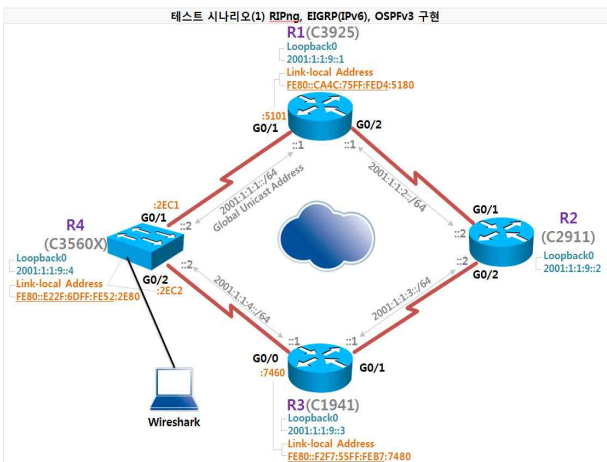 테스트 시나리오(1) RIPng, EIGRP(IPv6), OSPFv3 구현
R1(C3925)
Loopback0
2001:1:1:9::1
Link-local Address
FE80::CA4C:75FF:FED4:5180
:5101
G0/1
G0/2
::1
::1
2001:1:1:1::/64
Global Unicast Address
2001:1:1:2::/64
:2EC1
G0/1
::2
R4
(C3560X)
Loopback0
2001:1:1:9::4
Link-local Address
FE80::E22F:6DFF:FE52:2E80
G0/2
:2EC2
::2
G0/1
::2
R2
(C2911)
Loopback0
2001:1:1:9::2
::2
G0/2
2001:1:1:4::/64
2001:1:1:3::/64
::1
::1
G0/0
:7460
G0/1
R3(C1941)
Loopback0
2001:1:1:9::3
Link-local Address
FE80::F2F7:55FF:FEB7:7480
Wireshark